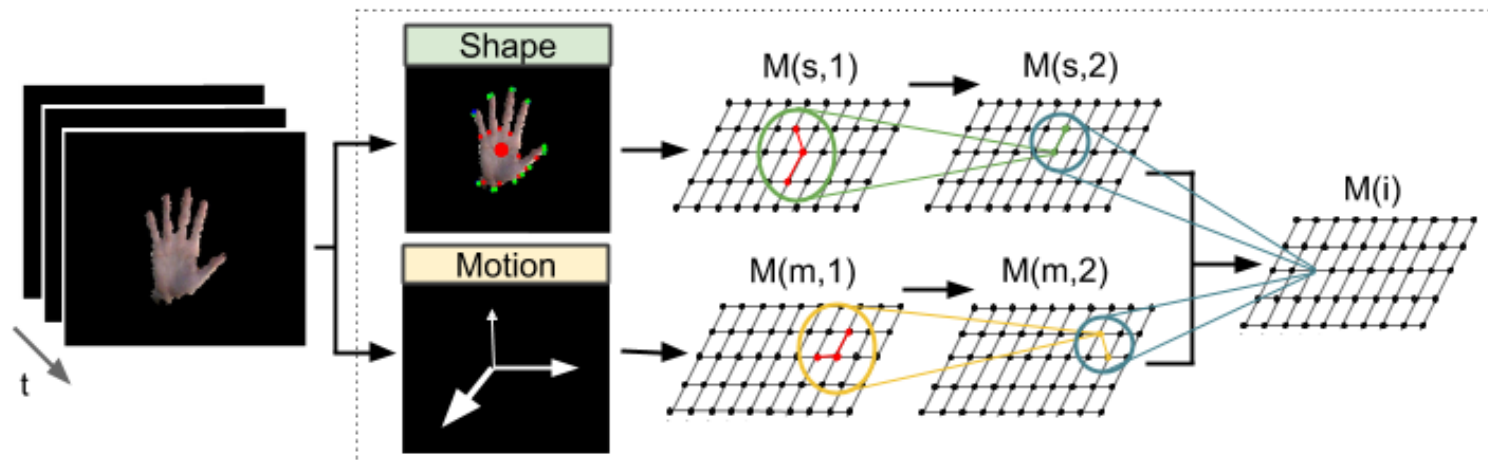 Shape
M(s,1)
M(s,2)
M(i)
Motion
M(m,1)
M(m,2)
t